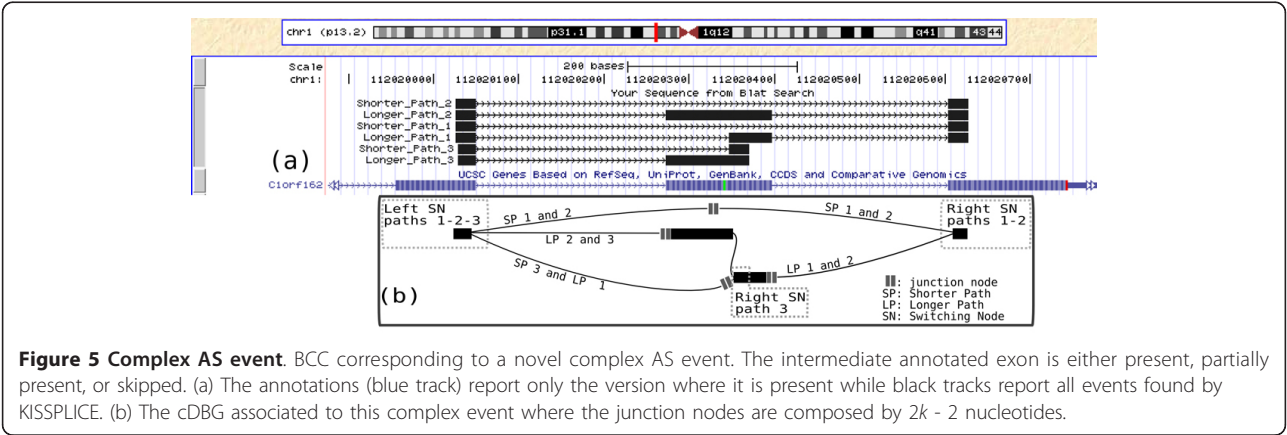 chr1 (p13.2) p31.1 1q12 q41 43 44
Scale 200 bases
chr1: 112020000 112020100 112020200 112020300 112020400 112020500 112020600 112020700
Your Sequence from Blat Search
Shorter_Path_2
Longer_Path_2
Shorter_Path_1
Longer_Path_1
Shorter_Path_3
Longer_Path_3
(a)
UCSC Genes Based on RefSeq, UniProt, GenBank, CCDS and Comparative Genomics
C1orf162
Left SN
paths 1-2-3
SP 1 and 2
SP 1 and 2
Right SN
paths 1-2
LP 2 and 3
SP 3 and LP 1
LP 1 and 2
Right SN
path 3
(b)
: junction node
SP: Shorter Path
LP: Longer Path
SN: Switching Node
Figure 5 Complex AS event. BCC corresponding to a novel complex AS event. The intermediate annotated exon is either present, partially
present, or skipped. (a) The annotations (blue track) report only the version where it is present while black tracks report all events found by
KISSPLICE. (b) The cDBG associated to this complex event where the junction nodes are composed by 2k - 2 nucleotides.